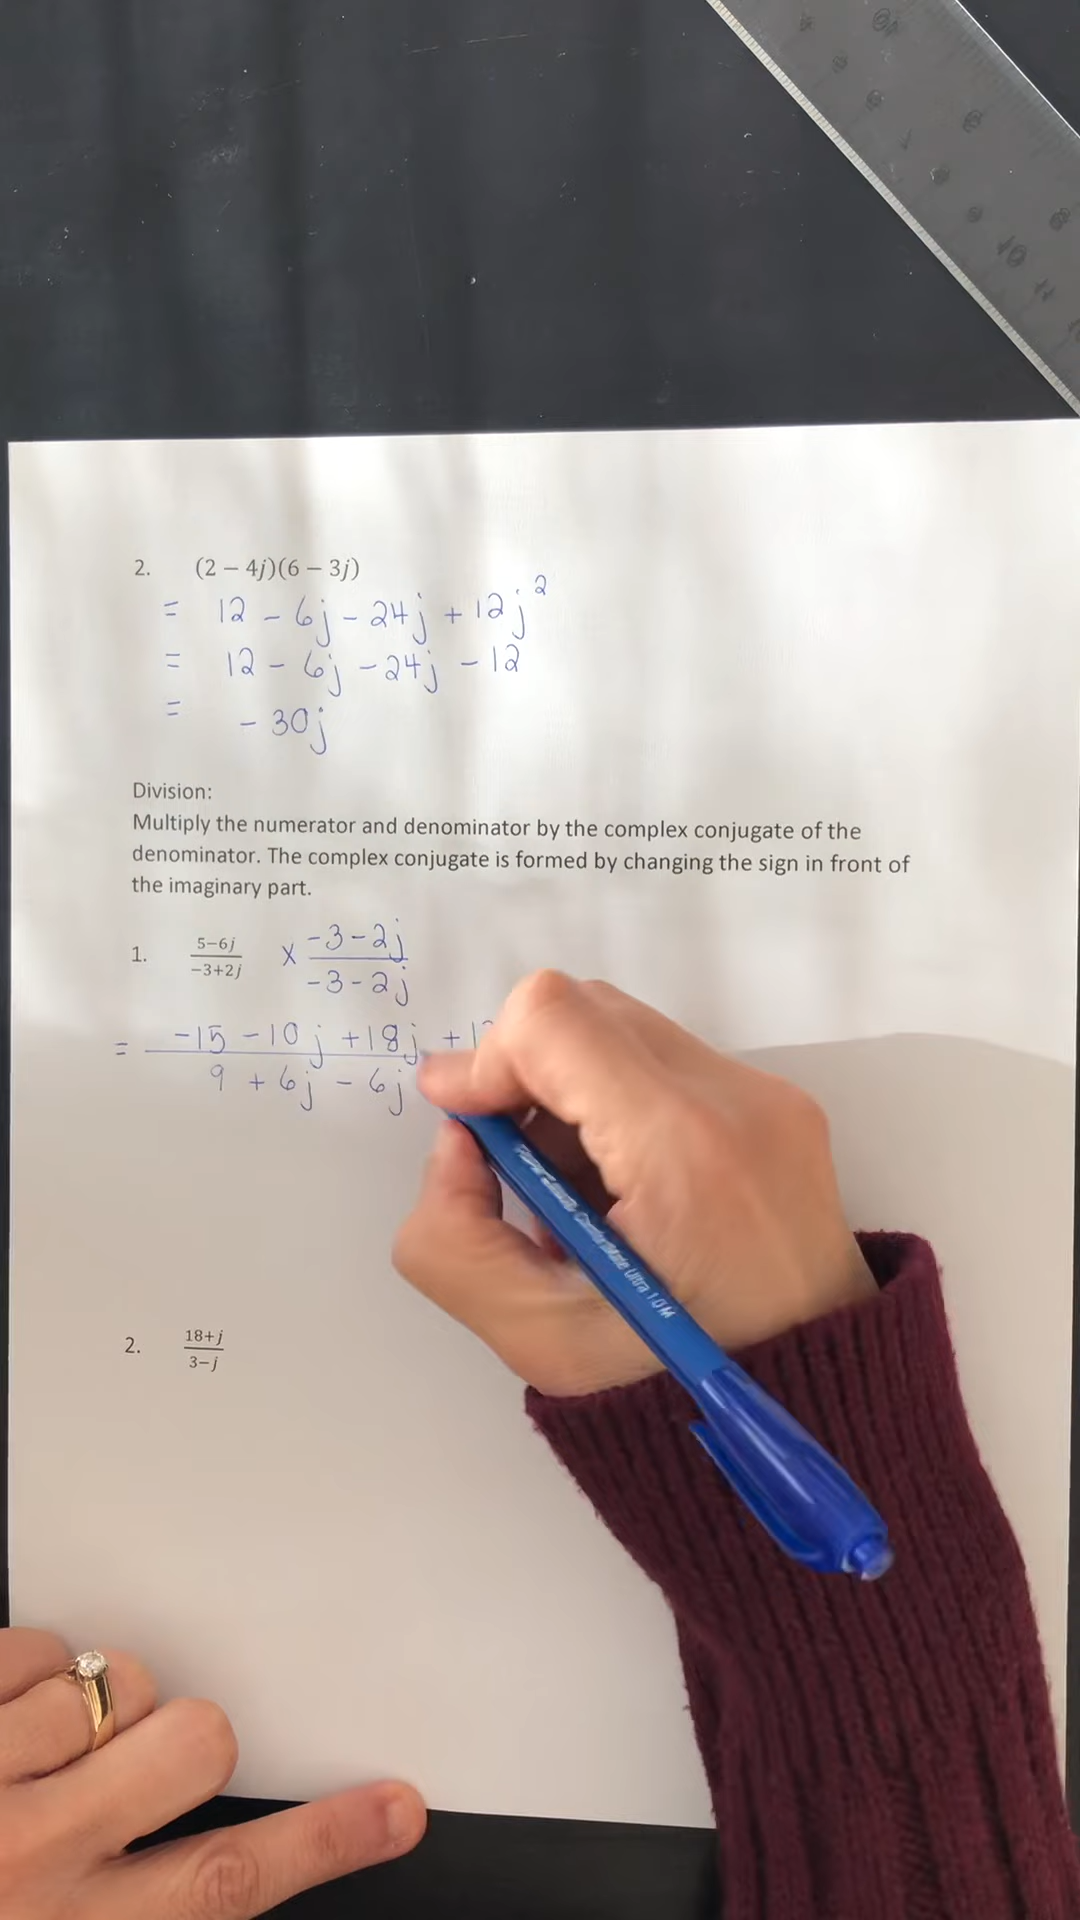 2. (2 – 4j)(6 – 3j)
= 12 - 6j - 24j + 12j²
= 12 - 6j - 24j - 12
= - 30j
Division:
Multiply the numerator and denominator by the complex conjugate of the
denominator. The complex conjugate is formed by changing the sign in front of
the imaginary part.
1. 5−6j / −3+2j × -3-2j / -3-2j
= -15 - 10j + 18j + 1 / 9 + 6j - 6j
2. 18+j / 3−j